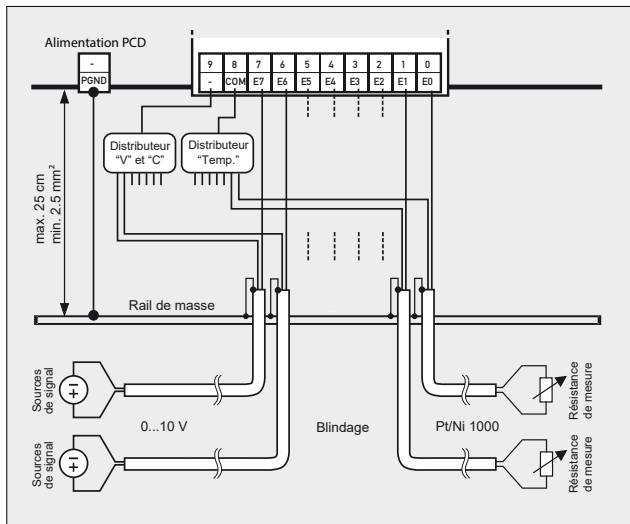 Alimentation PCD
-
PGND
9 8 7 6 5 4 3 2 1 0
- COM E7 E6 E5 E4 E3 E2 E1 E0
Distributeur
"V" et "C"
Distributeur
"Temp."
max. 25 cm
min. 2.5 mm²
Rail de masse
Sources
de signal
0...10 V
Blindage
Pt/Ni 1000
Résistance
de mesure
Sources
de signal
Résistance
de mesure